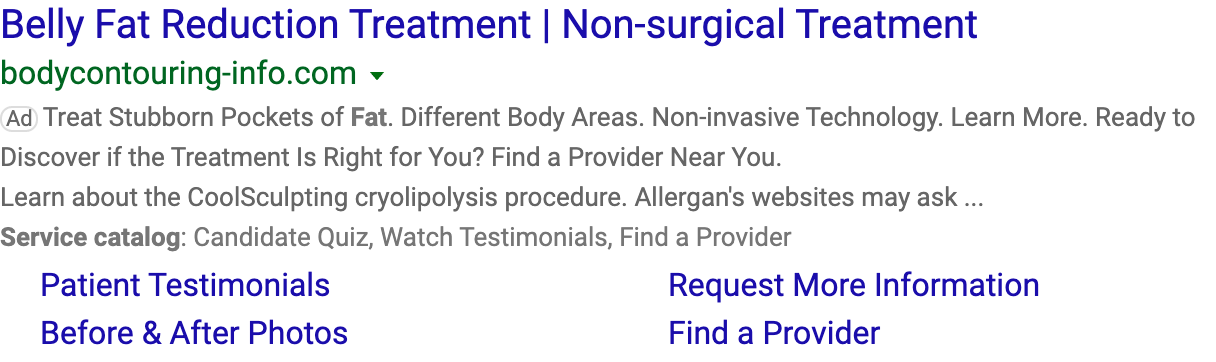 Belly Fat Reduction Treatment | Non-surgical Treatment
bodycontouring-info.com
Ad Treat Stubborn Pockets of Fat. Different Body Areas. Non-invasive Technology. Learn More. Ready to
Discover if the Treatment Is Right for You? Find a Provider Near You.
Learn about the CoolSculpting cryolipolysis procedure. Allergan's websites may ask ...
Service catalog: Candidate Quiz, Watch Testimonials, Find a Provider
Patient Testimonials Request More Information
Before & After Photos Find a Provider